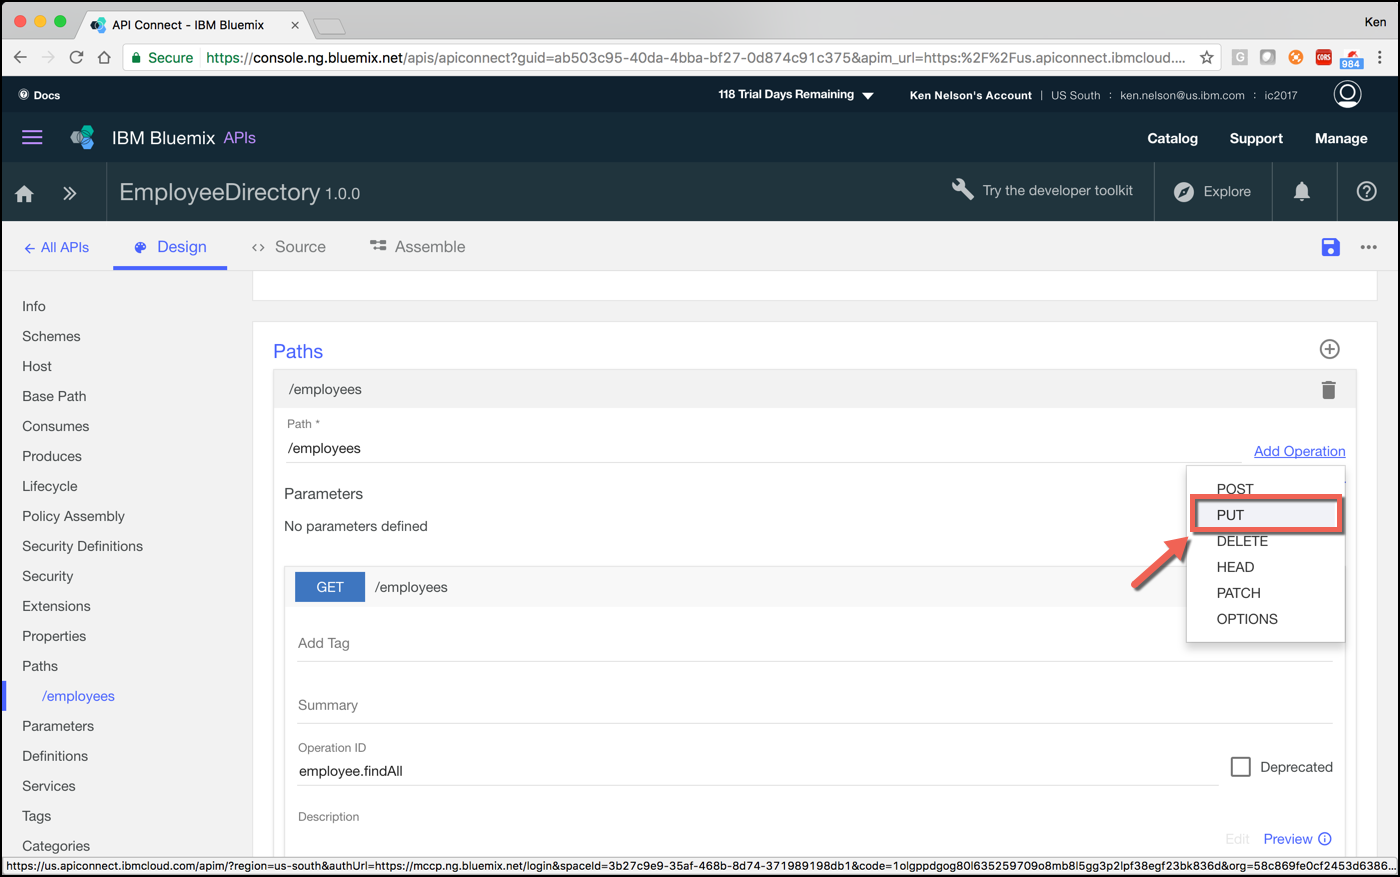 API Connect - IBM Bluemix
Ken
Secure
https://console.ng.bluemix.net/apis/apiconnect?guid=ab503c95-40da-4bba-bf27-0d874c91c375&apim_url=https:%2F%2Fus.apiconnect.ibmcloud....
G
CORS
984
Docs
118 Trial Days Remaining
Ken Nelson's Account | US South : ken.nelson@us.ibm.com : ic2017
IBM Bluemix APIs
Catalog
Support
Manage
EmployeeDirectory 1.0.0
Try the developer toolkit
Explore
All APIs
Design
Source
Assemble
Info
Schemes
Host
Base Path
Consumes
Produces
Lifecycle
Policy Assembly
Security Definitions
Security
Extensions
Properties
Paths
/employees
Parameters
Definitions
Services
Tags
Categories
Paths
/employees
Path *
/employees
Add Operation
POST
PUT
DELETE
HEAD
PATCH
OPTIONS
Parameters
No parameters defined
GET /employees
Add Tag
Summary
Operation ID
employee.findAll
Deprecated
Description
Edit Preview
https://us.apiconnect.ibmcloud.com/apim/?region=us-south&authUrl=https://mccp.ng.bluemix.net/login&spaceId=3b27c9e9-35af-468b-8d74-371989198db1&code=1olgppdgog80l635259709o8mb8l5gg3p2lpf38egf23bk836d&org=58c869fe0cf2453d6386...